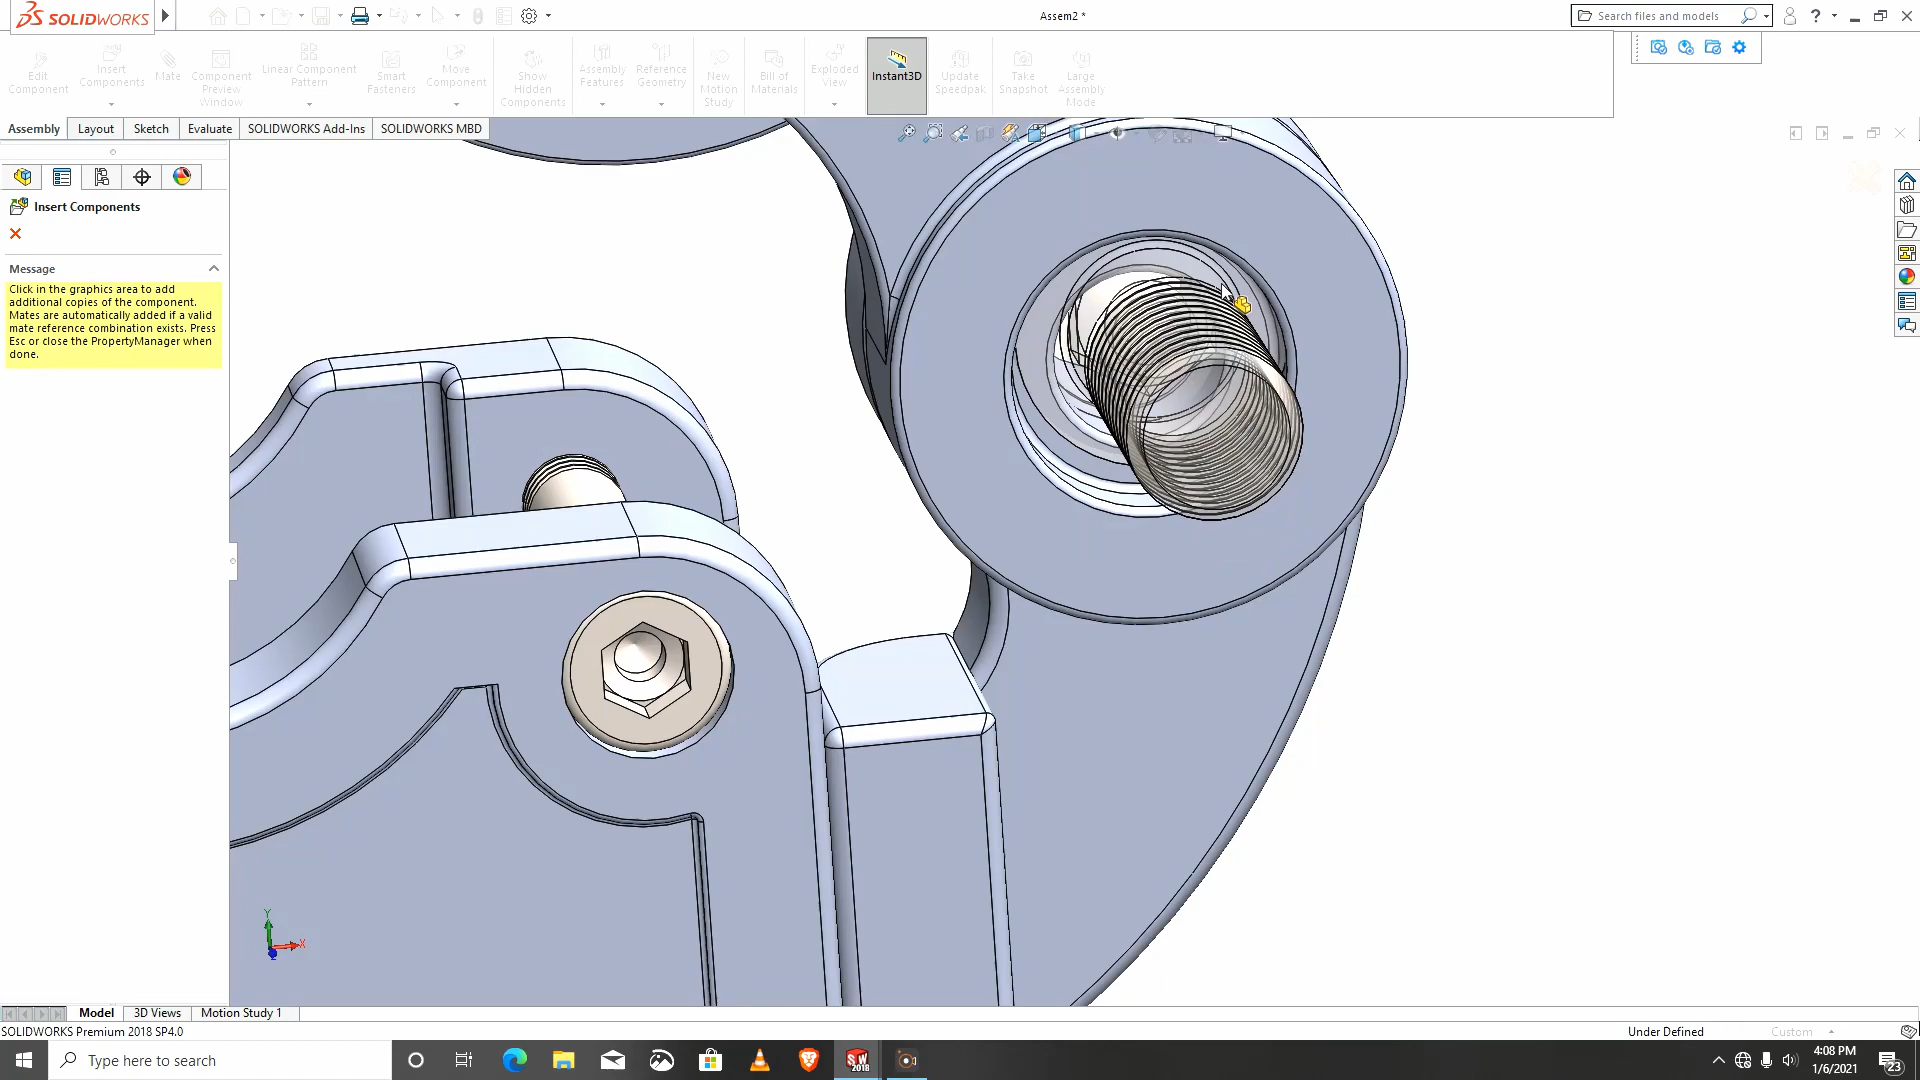 SOLIDWORKS
Assem2 *
Search files and models
Edit Component
Insert Components
Mate
Component Preview Window
Linear Component Pattern
Smart Fasteners
Move Component
Show Hidden Components
Assembly Features
Reference Geometry
New Motion Study
Bill of Materials
Exploded View
Instant3D
Update Speedpak
Take Snapshot
Large Assembly Mode
Assembly
Layout
Sketch
Evaluate
SOLIDWORKS Add-Ins
SOLIDWORKS MBD
Insert Components
Message
Click in the graphics area to add
additional copies of the component.
Mates are automatically added if a valid
mate reference combination exists. Press
Esc or close the PropertyManager when
done.
Y
X
Z
Model
3D Views
Motion Study 1
SOLIDWORKS Premium 2018 SP4.0
Under Defined
Custom
Type here to search
SW
2018
4:08 PM
1/6/2021
23